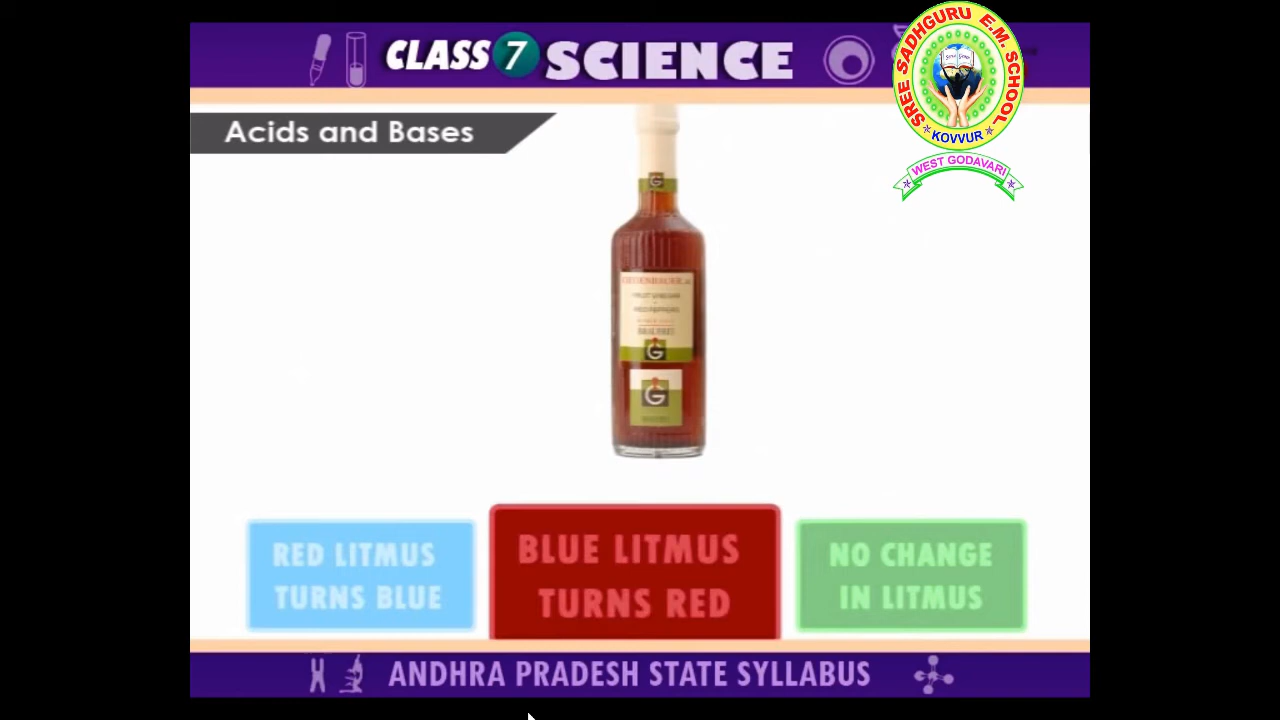 CLASS 7 SCIENCE
SREE SADHGURU E.M. SCHOOL
KOVVUR
WEST GODAVARI
Acids and Bases
G
G
G
RED LITMUS
TURNS BLUE
BLUE LITMUS
TURNS RED
NO CHANGE
IN LITMUS
ANDHRA PRADESH STATE SYLLABUS